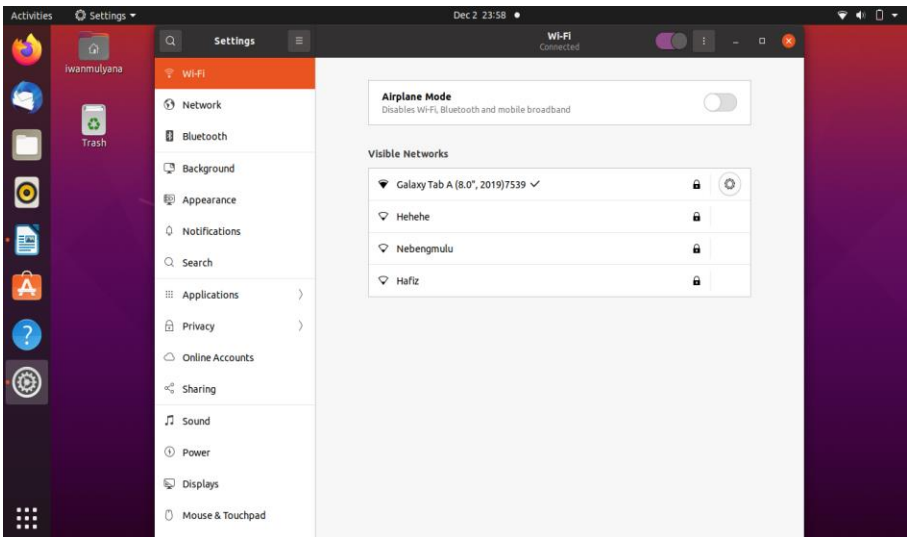 Activities
Settings
Dec 2 23:58
iwanmulyana
Trash
Settings
Wi-Fi
Connected
Wi-Fi
Network
Bluetooth
Background
Appearance
Notifications
Search
Applications
Privacy
Online Accounts
Sharing
Sound
Power
Displays
Mouse & Touchpad
Airplane Mode
Disables Wi-Fi, Bluetooth and mobile broadband
Visible Networks
Galaxy Tab A (8.0", 2019)7539
Hehehe
Nebengmulu
Hafiz